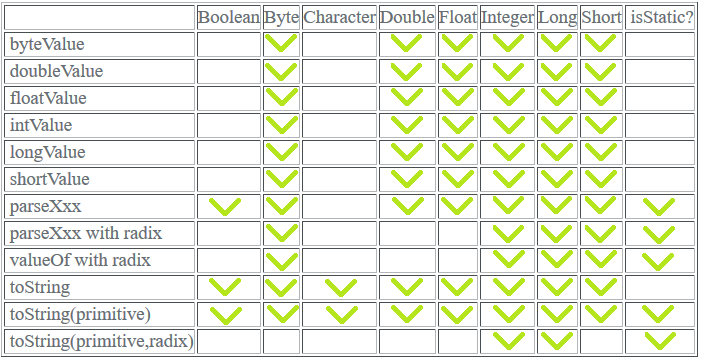 Boolean Byte Character Double Float Integer Long Short isStatic?
byteValue
doubleValue
floatValue
intValue
longValue
shortValue
parseXxx
parseXxx with radix
valueOf with radix
toString
toString(primitive)
toString(primitive,radix)